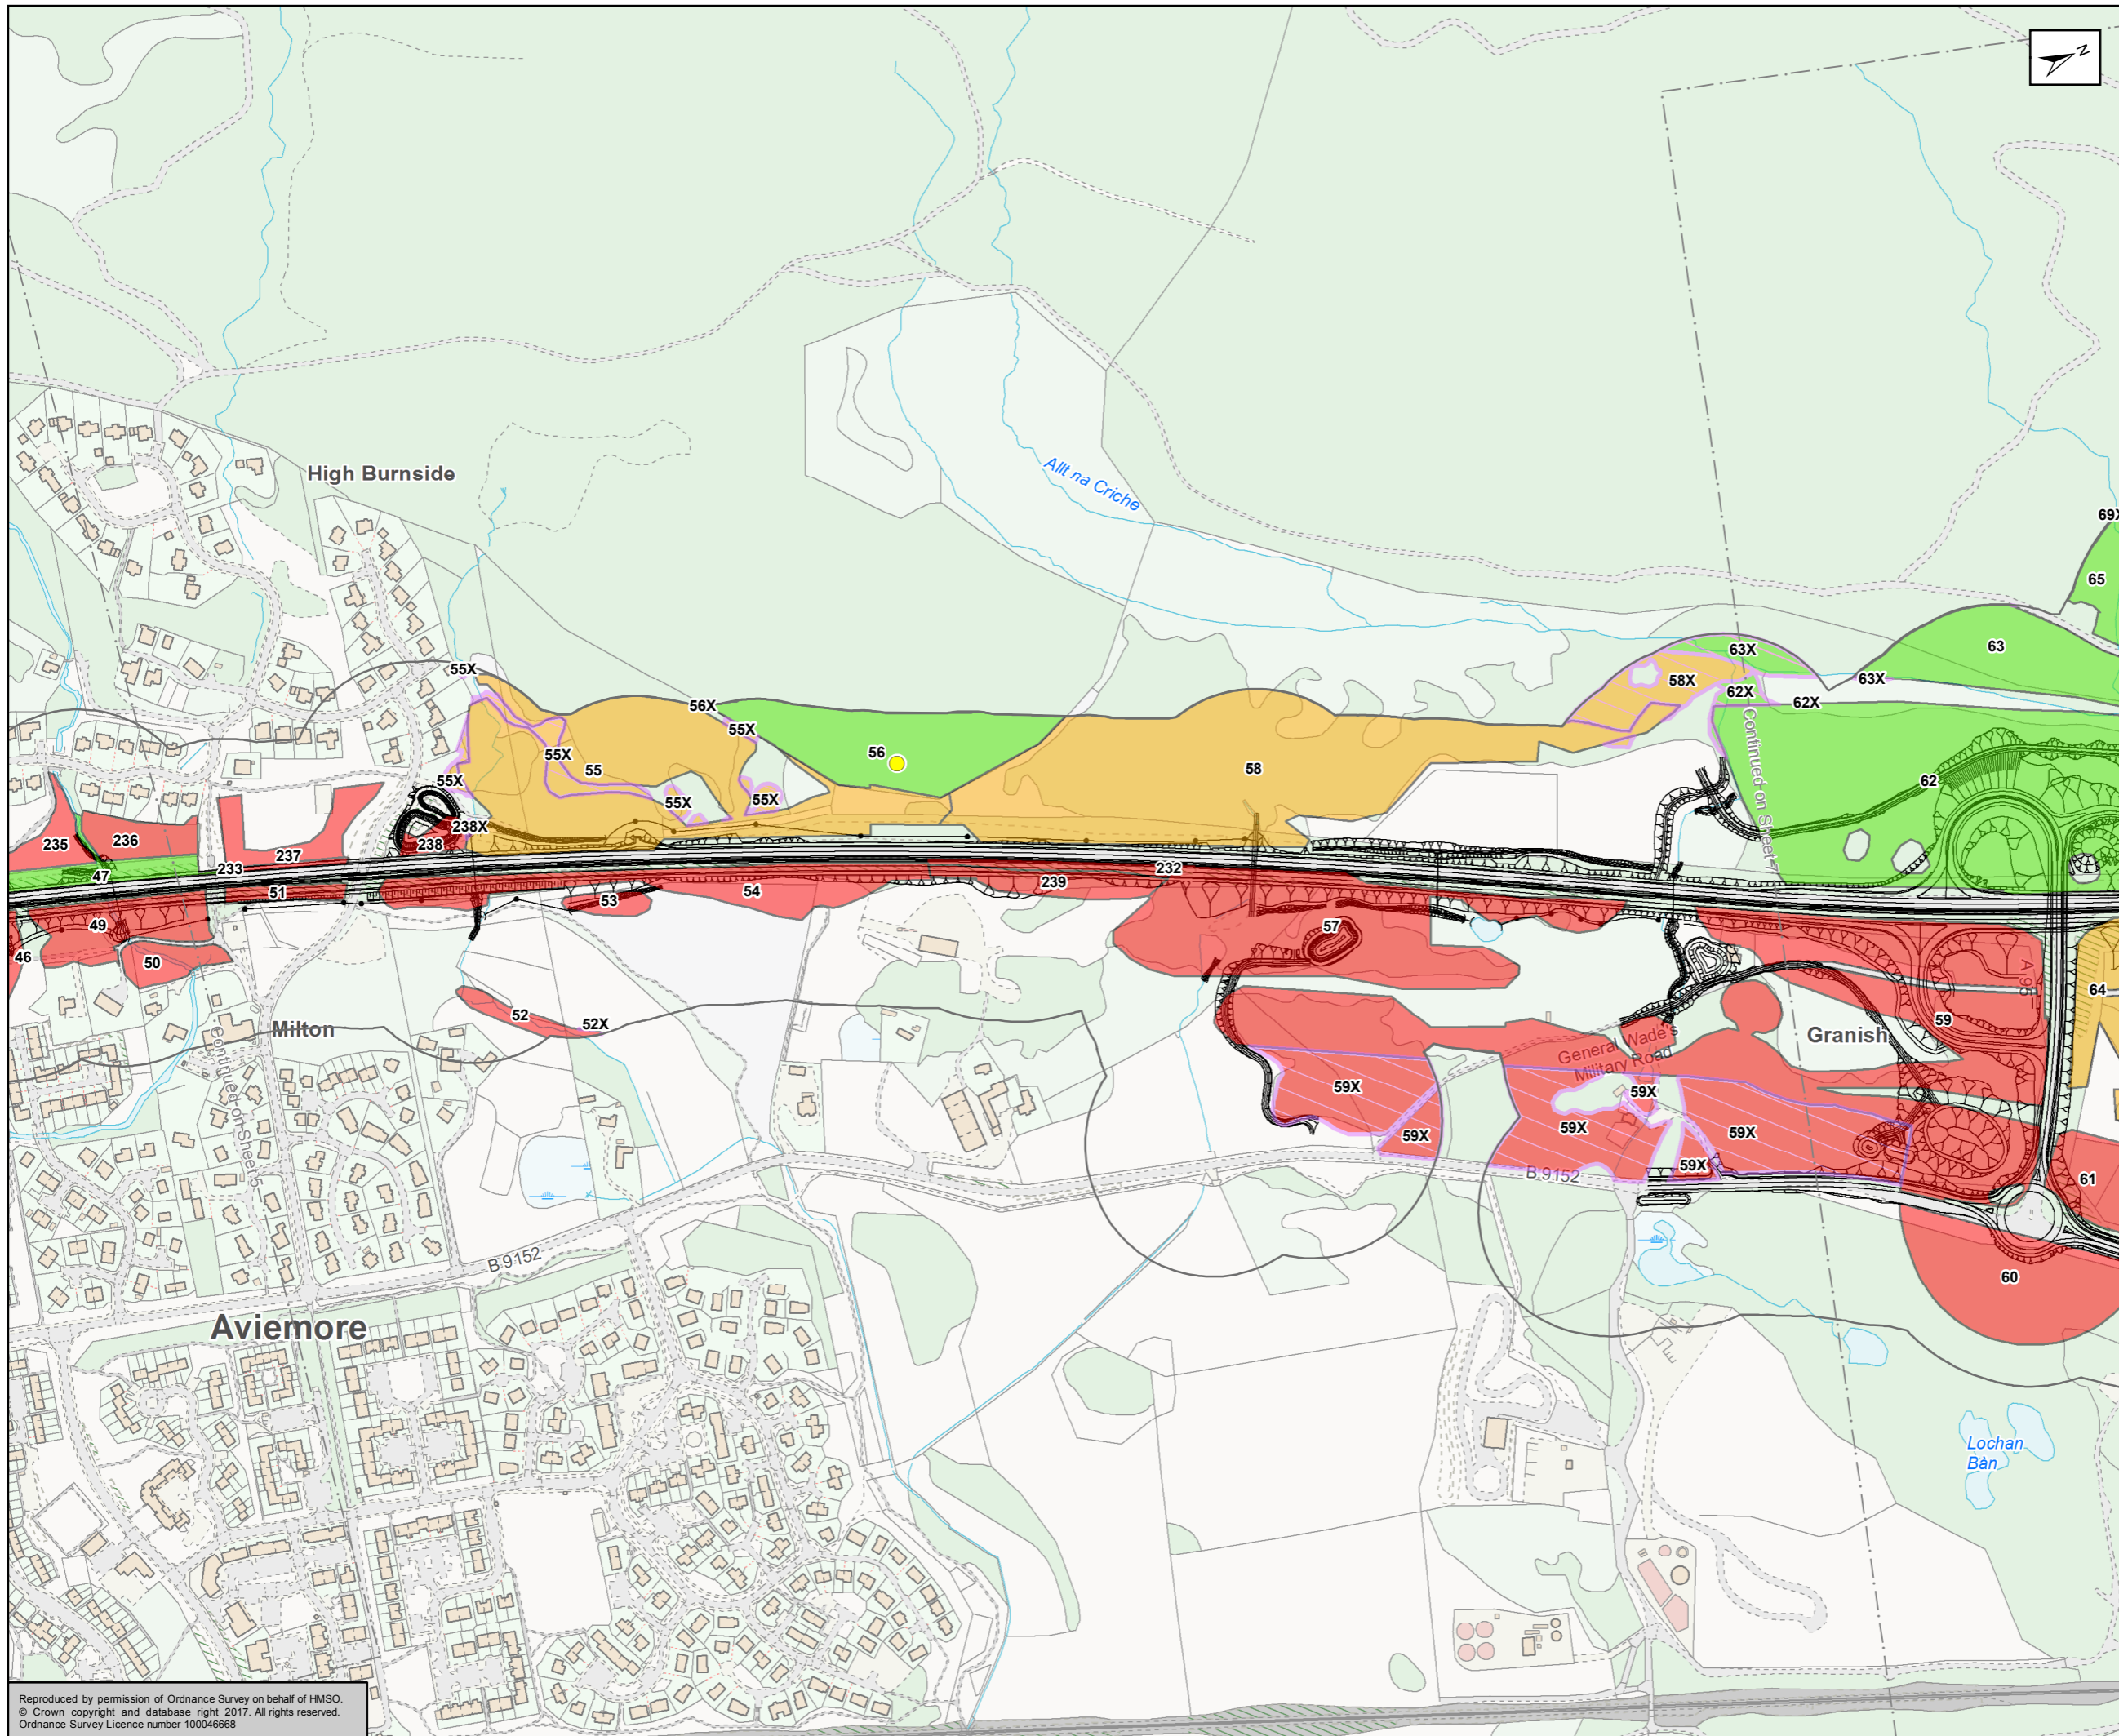 N
69X
High Burnside
Allt na Criche
65
63X
63
55X
58X
63X
62X
62X
56X
55X
56
55X
55
58
Continued on Sheet 7
62
55X
55X
55X
238X
235
236
238
237
233
47
232
239
51
54
53
49
57
46
50
A 95
64
52
52X
Milton
59
Granish
General Wade's
Military Road
Continued on Sheet 5
59X
59X
59X
59X
59X
59X
B 9152
61
B 9152
60
Aviemore
Lochan
Bàn
Reproduced by permission of Ordnance Survey on behalf of HMSO.
© Crown copyright and database right 2017. All rights reserved.
Ordnance Survey Licence number 100046668